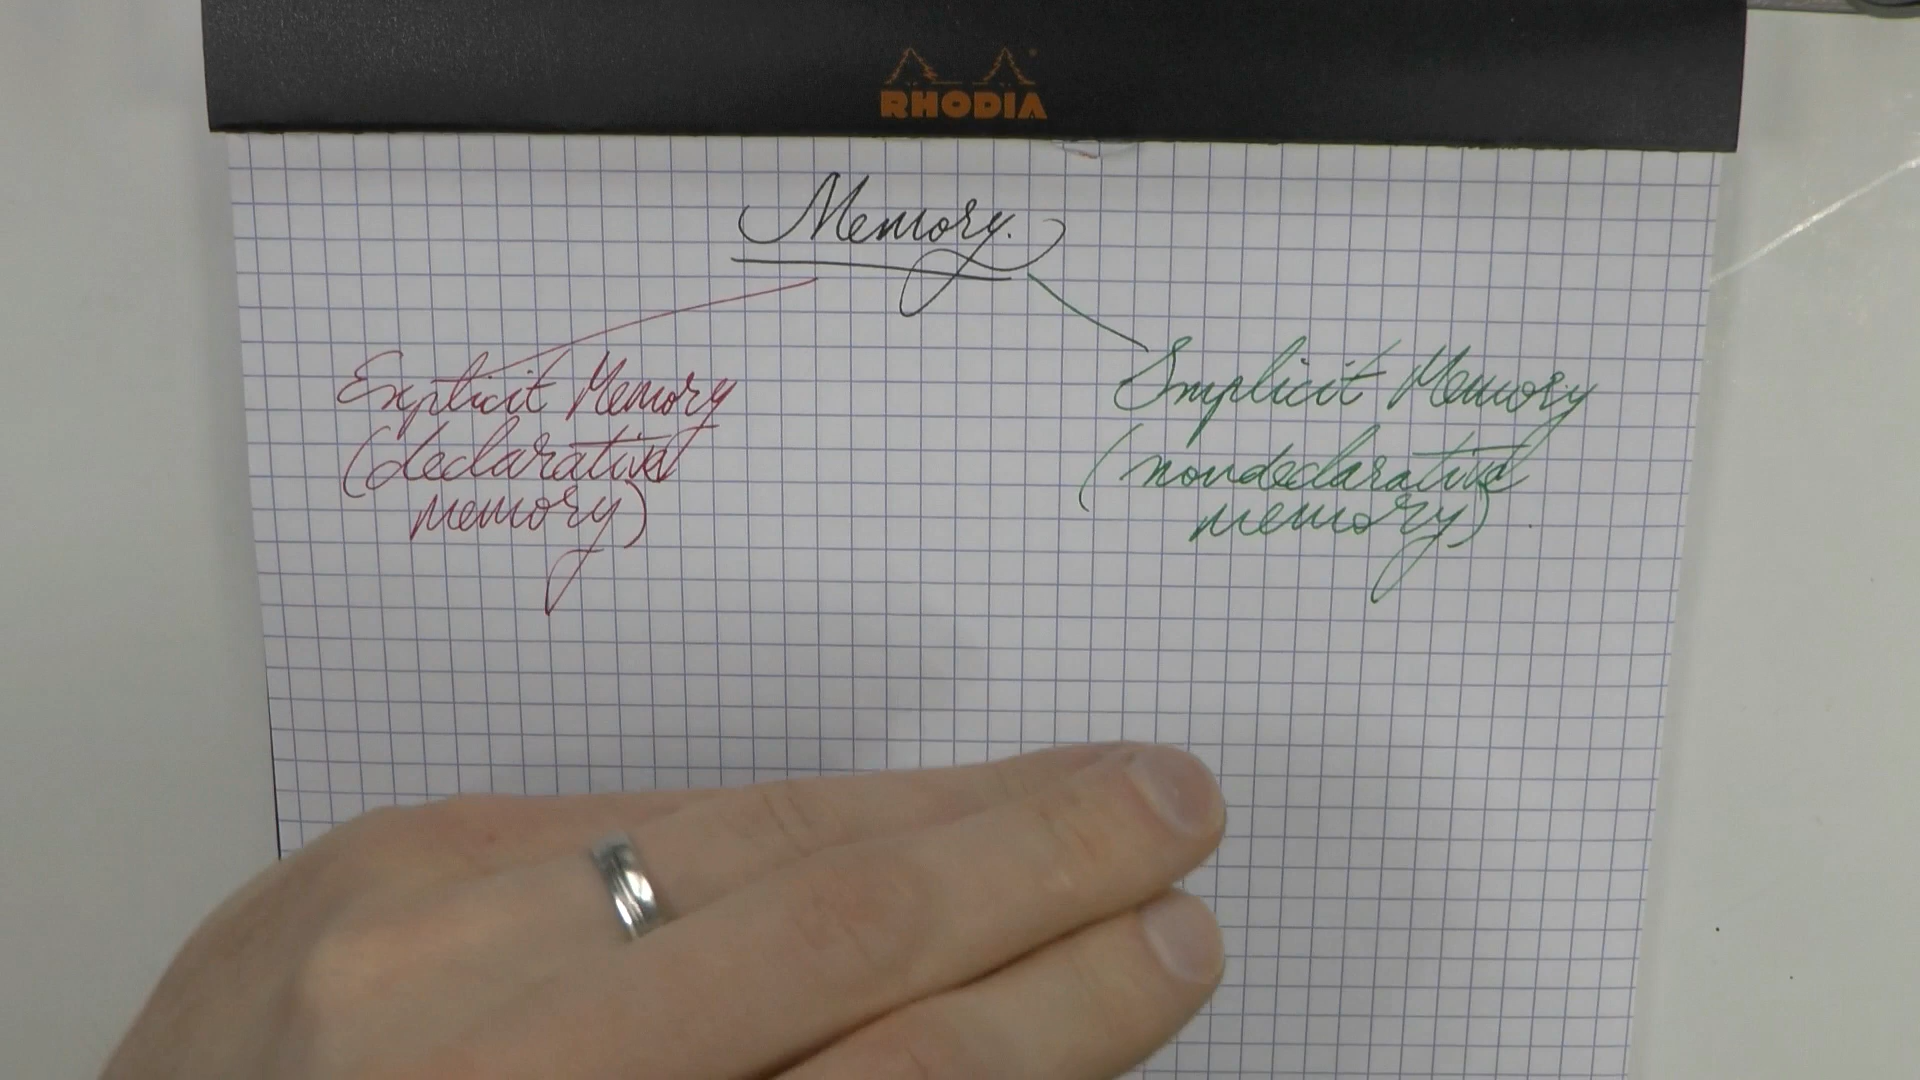 RHODIA
Memory.
Explicit Memory
(declarative
memory)
Implicit Memory
(nondeclarative
memory)